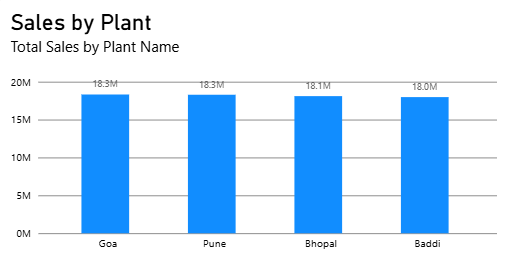 Sales by Plant
Total Sales by Plant Name
20M
15M
10M
5M
0M
18.3M 18.3M 18.1M 18.0M
Goa Pune Bhopal Baddi